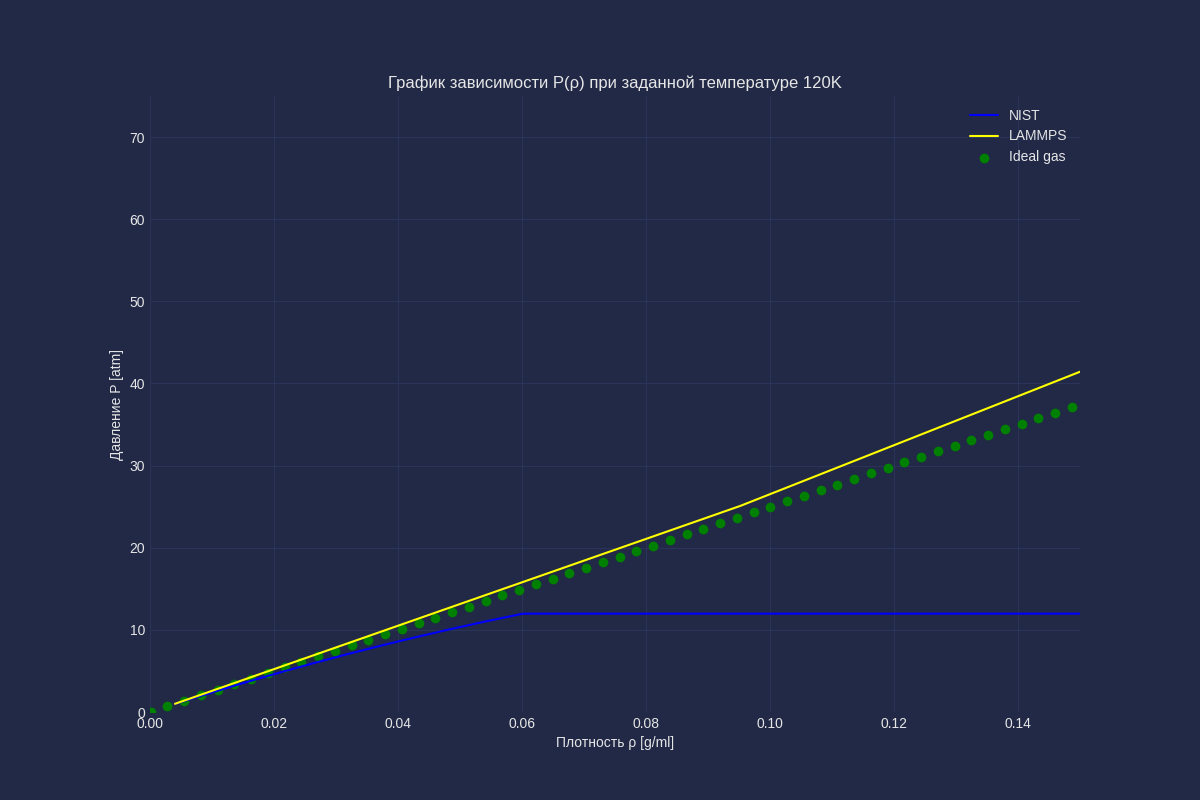 График зависимости P(ρ) при заданной температуре 120K
NIST
LAMMPS
Ideal gas
70
60
50
40
30
20
10
0
Давление P [atm]
0.00
0.02
0.04
0.06
0.08
0.10
0.12
0.14
Плотность ρ [g/ml]